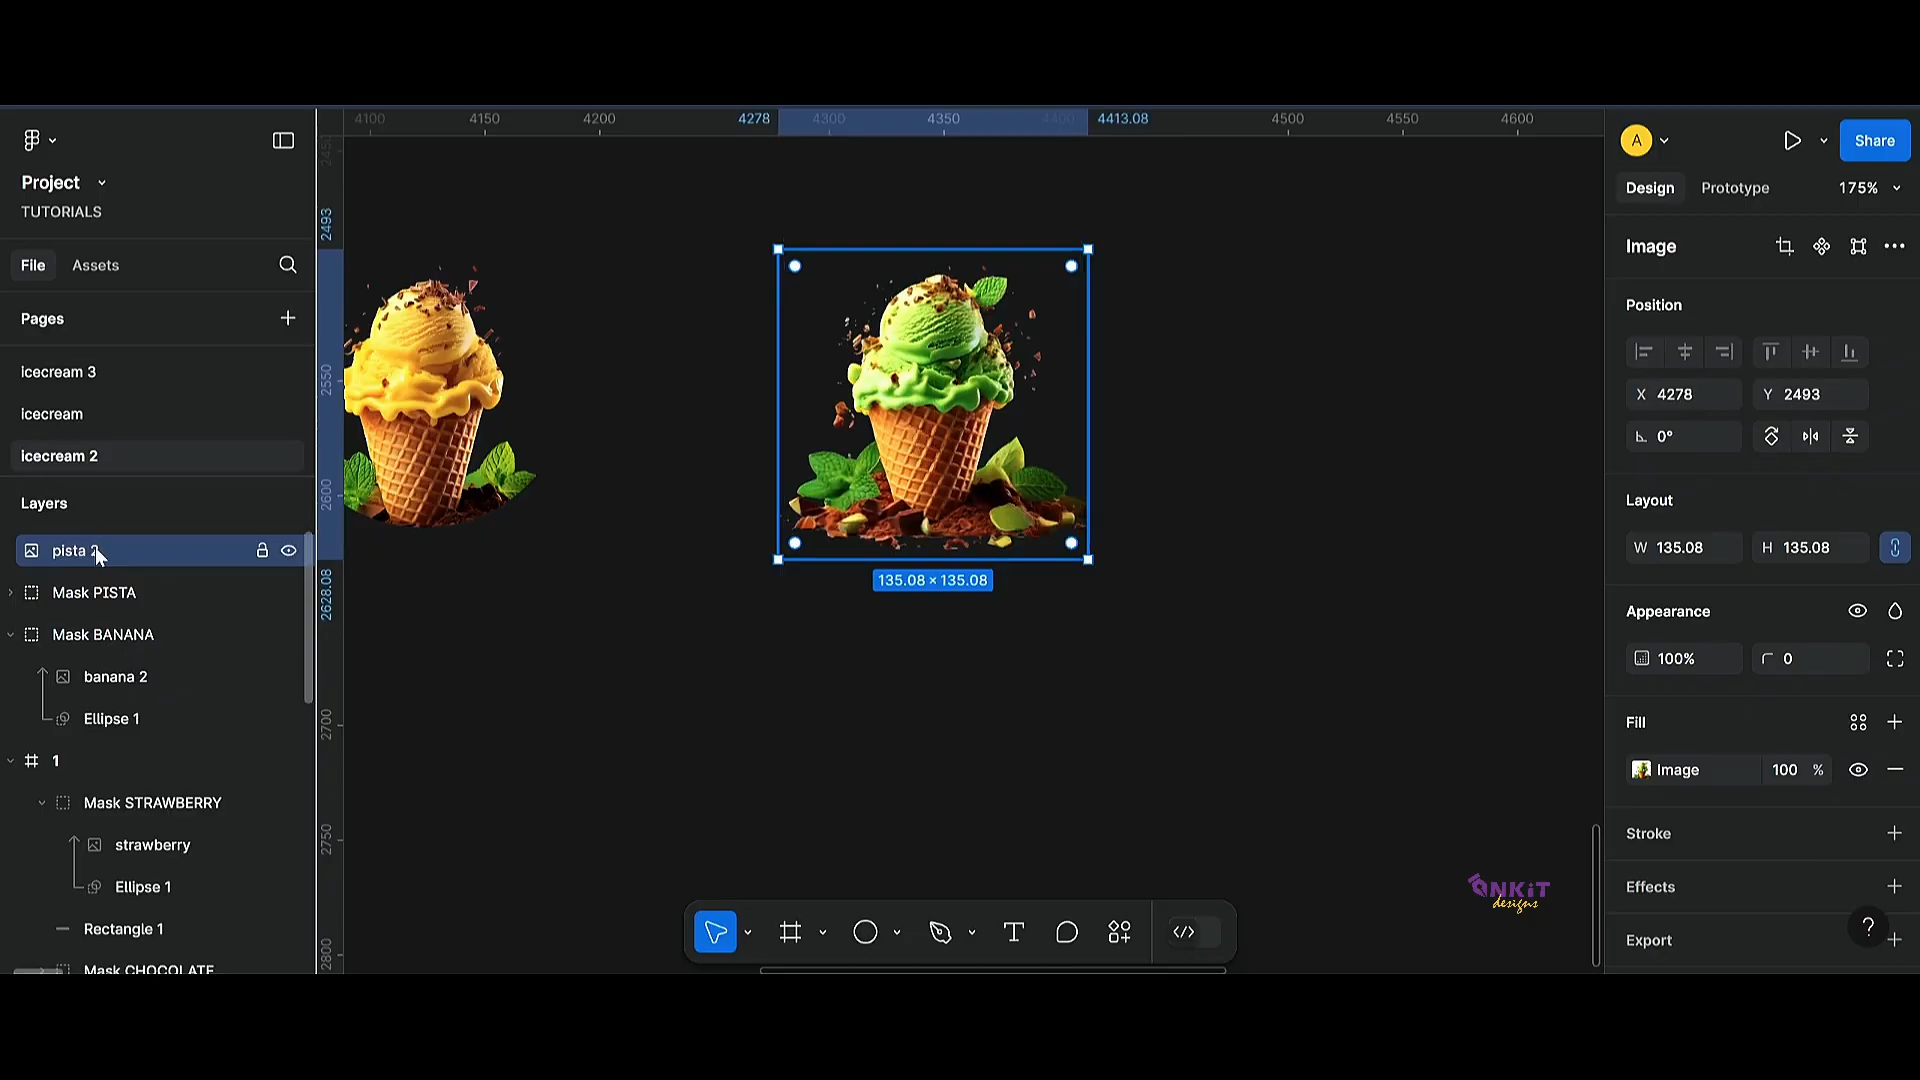 4100 4150 4200 4278 4300 4350 4400 4413.08 4500 4550 4600
A
Share
Project
TUTORIALS
Design Prototype 175%
2450
2493
2550
2600
2628.08
2700
2750
2800
File Assets
Pages
icecream 3
icecream
icecream 2
Layers
pista 2
Mask PISTA
Mask BANANA
banana 2
Ellipse 1
1
Mask STRAWBERRY
strawberry
Ellipse 1
Rectangle 1
Mask CHOCOLATE
135.08 × 135.08
ANKiT
designs
Image
Position
X 4278 Y 2493
0°
Layout
W 135.08 H 135.08
Appearance
100% 0
Fill
Image 100 %
Stroke
Effects
Export
?